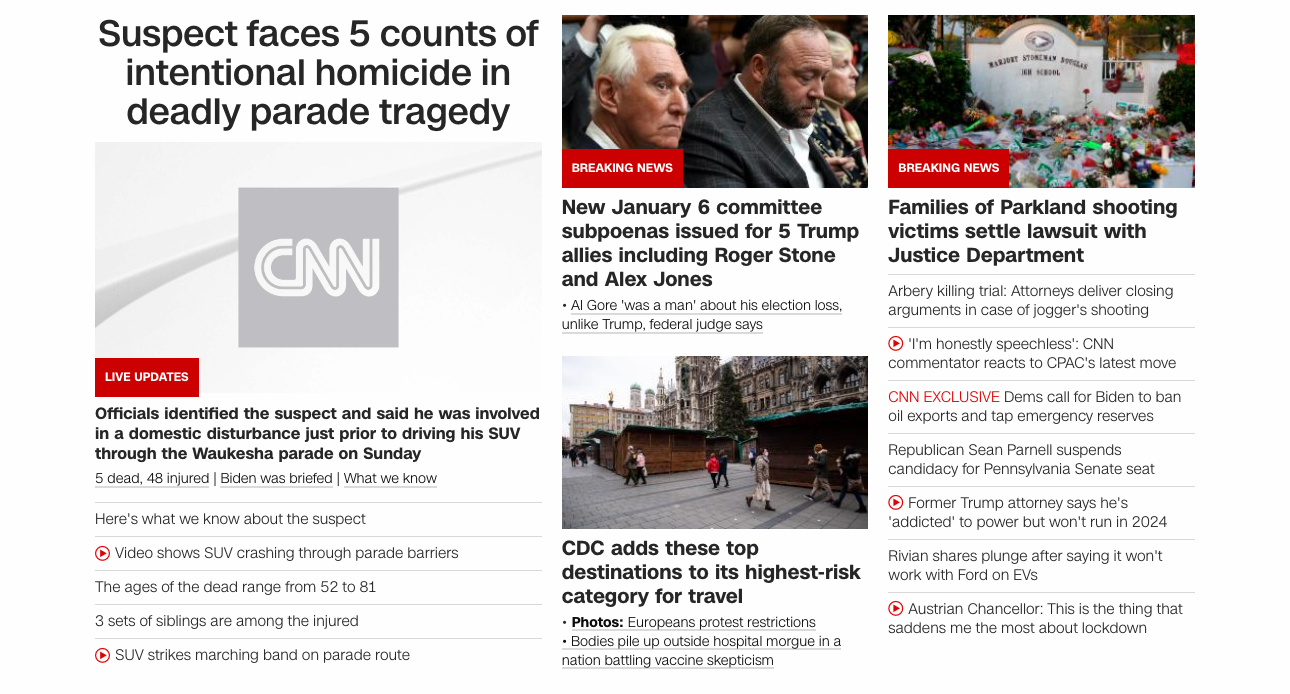 Suspect faces 5 counts of
intentional homicide in
deadly parade tragedy
CNN
LIVE UPDATES
Officials identified the suspect and said he was involved
in a domestic disturbance just prior to driving his SUV
through the Waukesha parade on Sunday
5 dead, 48 injured | Biden was briefed | What we know
Here's what we know about the suspect
Video shows SUV crashing through parade barriers
The ages of the dead range from 52 to 81
3 sets of siblings are among the injured
SUV strikes marching band on parade route
BREAKING NEWS
New January 6 committee
subpoenas issued for 5 Trump
allies including Roger Stone
and Alex Jones
• Al Gore 'was a man' about his election loss,
unlike Trump, federal judge says
CDC adds these top
destinations to its highest-risk
category for travel
• Photos: Europeans protest restrictions
• Bodies pile up outside hospital morgue in a
nation battling vaccine skepticism
MARJORY STONEMAN DOUGLAS
HIGH SCHOOL
BREAKING NEWS
Families of Parkland shooting
victims settle lawsuit with
Justice Department
Arbery killing trial: Attorneys deliver closing
arguments in case of jogger's shooting
'I'm honestly speechless': CNN
commentator reacts to CPAC's latest move
CNN EXCLUSIVE Dems call for Biden to ban
oil exports and tap emergency reserves
Republican Sean Parnell suspends
candidacy for Pennsylvania Senate seat
Former Trump attorney says he's
'addicted' to power but won't run in 2024
Rivian shares plunge after saying it won't
work with Ford on EVs
Austrian Chancellor: This is the thing that
saddens me the most about lockdown